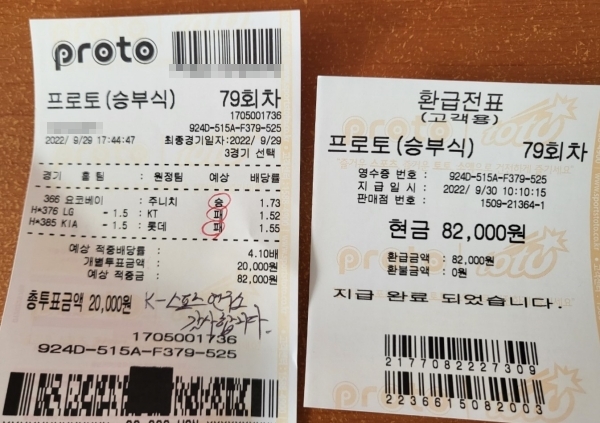 proto
프로토(승부식) 79회차
1705001736
924D-515A-F379-525
2022/ 9/29 17:44:47 최종경기일자:2022/ 9/29
3경기 선택
경기 홈팀 : 원정팀 예상 배당률
366 요코베이 : 주니치 승 1.73
H*376 LG - 1.5 : KT 패 1.52
H*385 KIA - 1.5 : 롯데 패 1.55
예상 적중배당률 : 4.10배
개별투표금액 : 20,000원
예상 적중금 : 82,000원
총투표금액 20,000원
K-스포츠
감사합니다.
1705001736
924D-515A-F379-525
환급전표
(고객용)
프로토(승부식) 79회차
영수증 번호 : 924D-515A-F379-525
지급 일시 : 2022/ 9/30 10:10:15
판매점 번호 : 1509-21364-1
현금 82,000원
환급금액 : 82,000원
환불금액 : 0원
지급 완료 되었습니다.
2177082227309
2236615082003